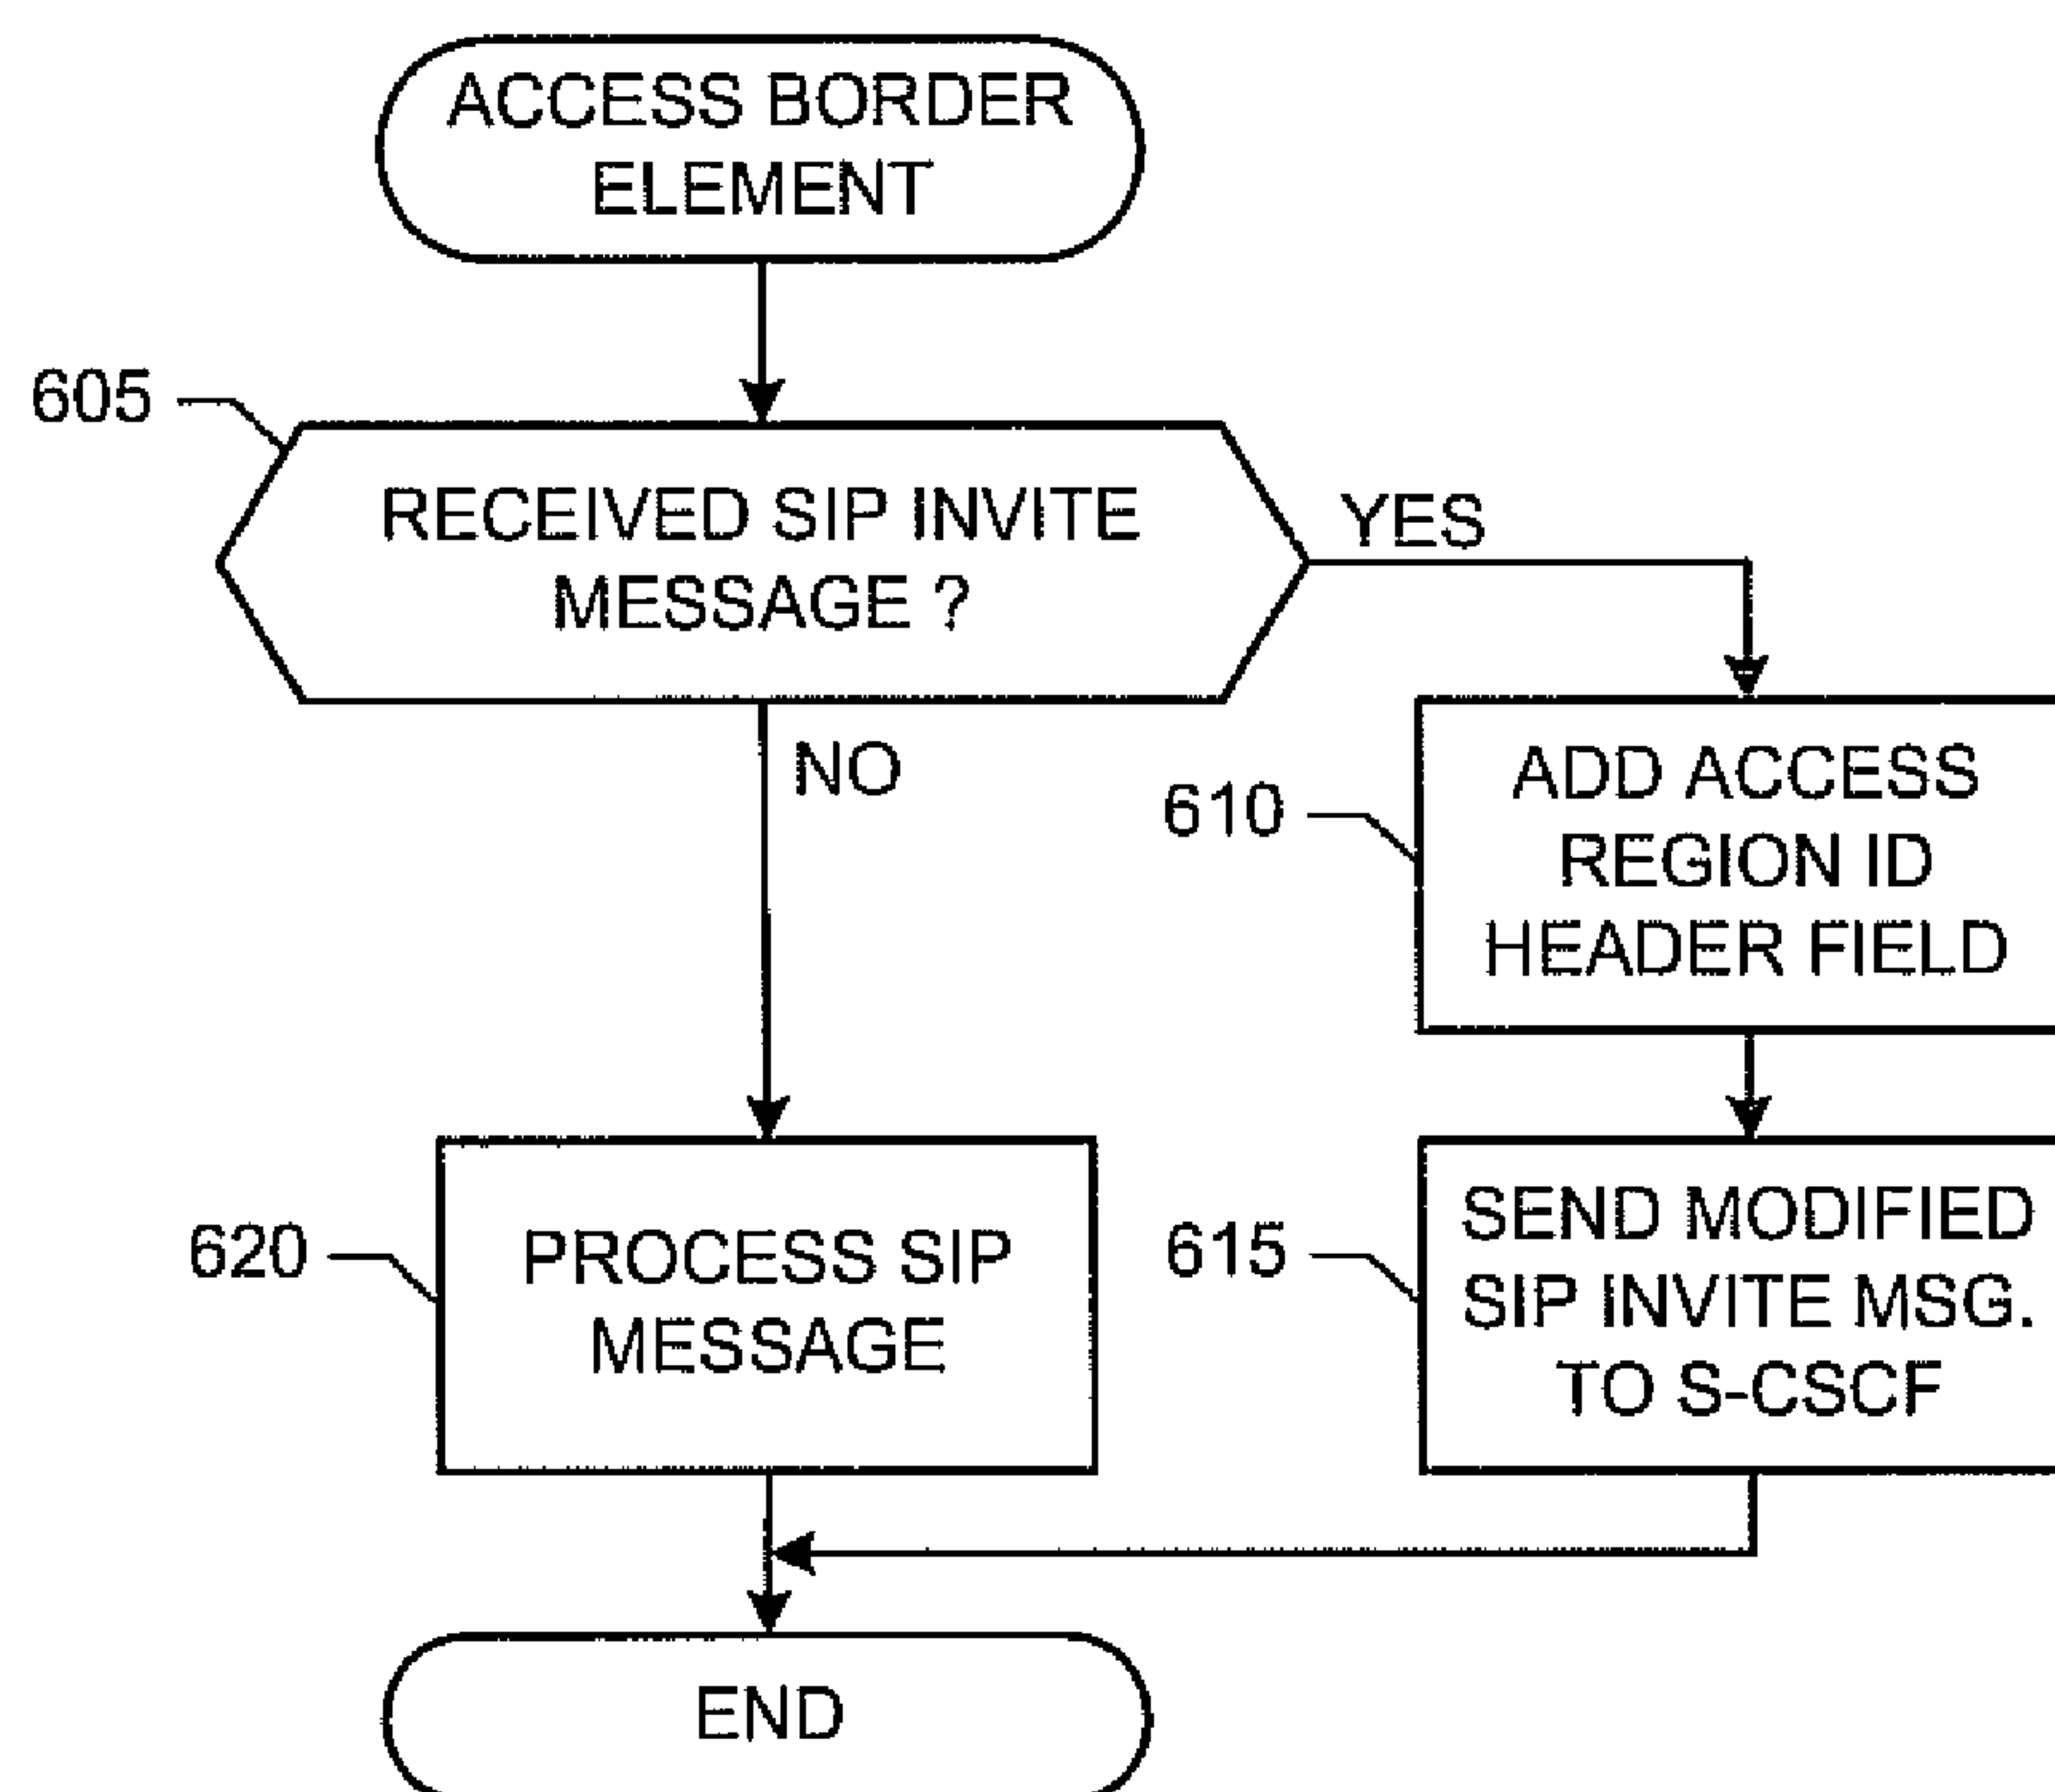 ACCESS BORDER
ELEMENT
605
RECEIVED SIP INVITE
MESSAGE ?
YES
NO
610
ADD ACCESS
REGION ID
HEADER FIELD
620
PROCESS SIP
MESSAGE
615
SEND MODIFIED
SIP INVITE MSG.
TO S-CSCF
END